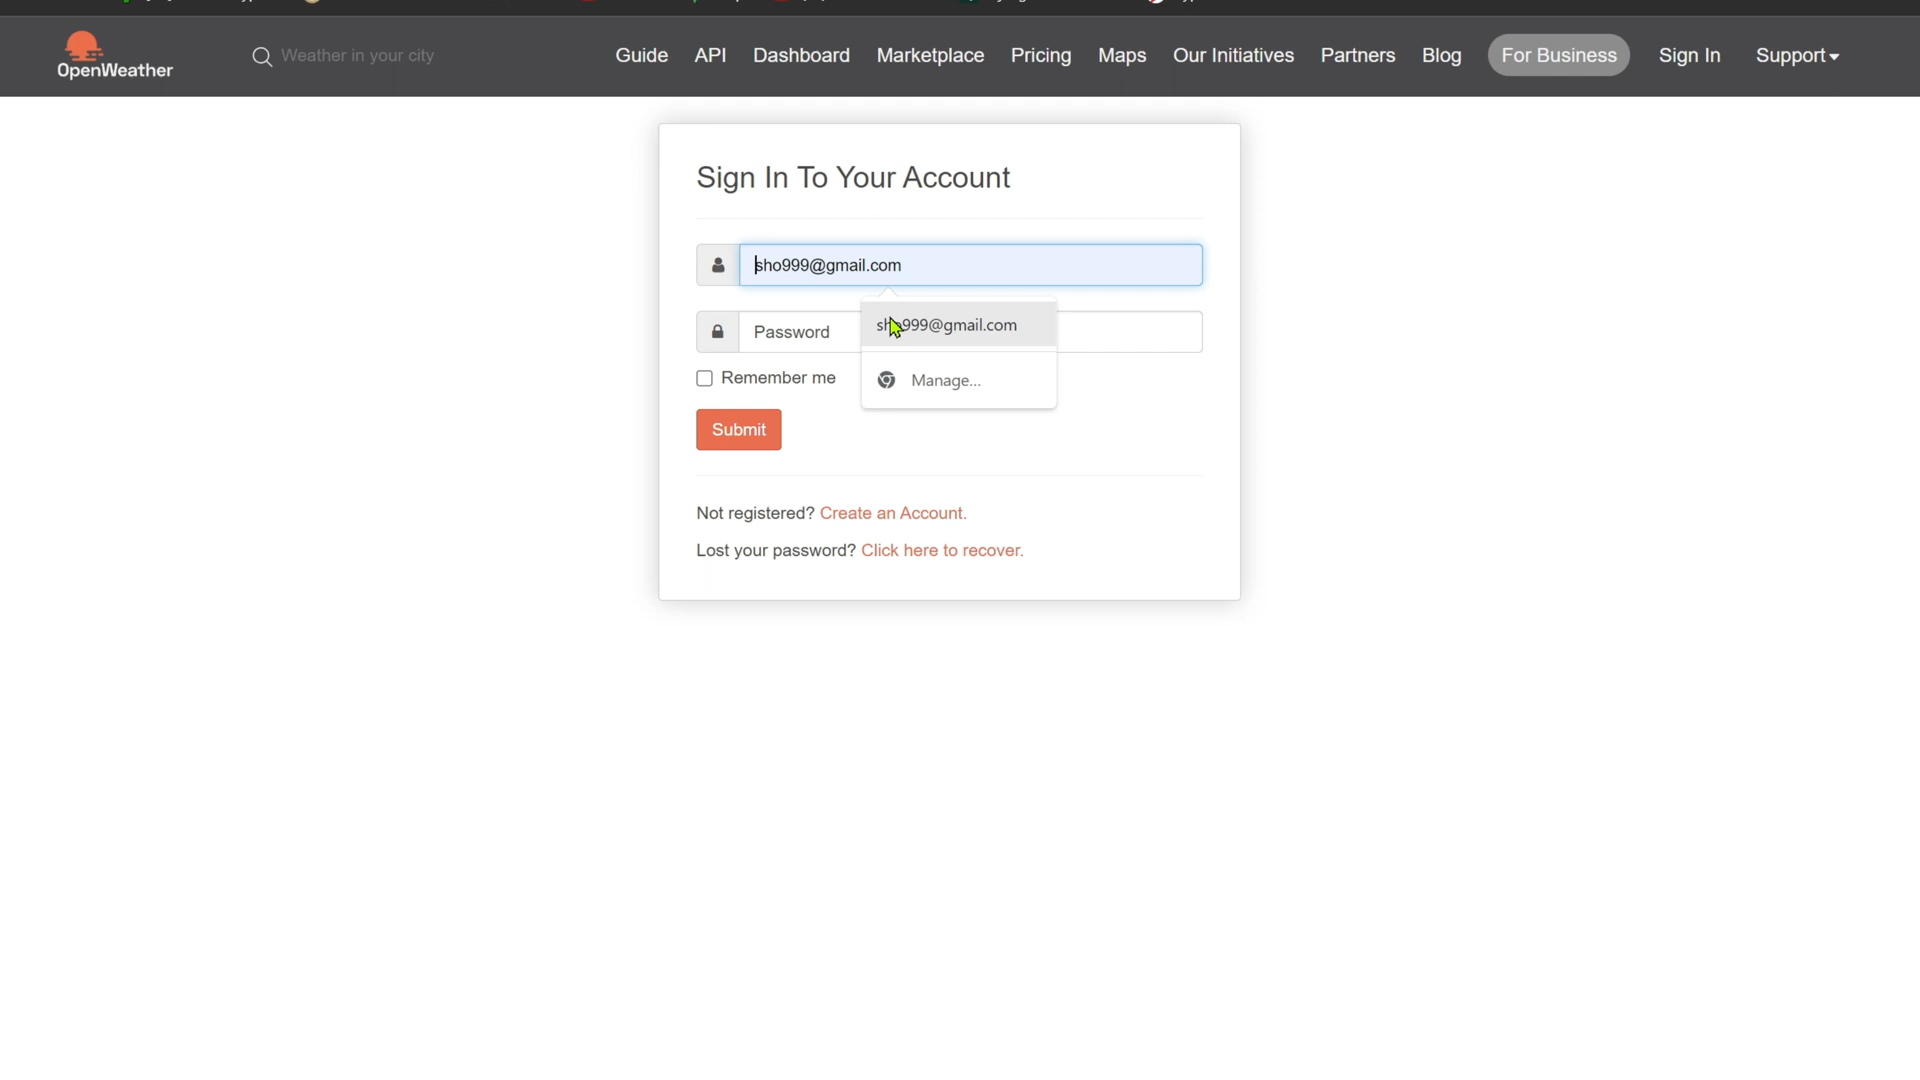 OpenWeather
Weather in your city
Guide API Dashboard Marketplace Pricing Maps Our Initiatives Partners Blog For Business Sign In Support
Sign In To Your Account
sho999@gmail.com
sho999@gmail.com
Password
Manage...
Remember me
Submit
Not registered? Create an Account.
Lost your password? Click here to recover.